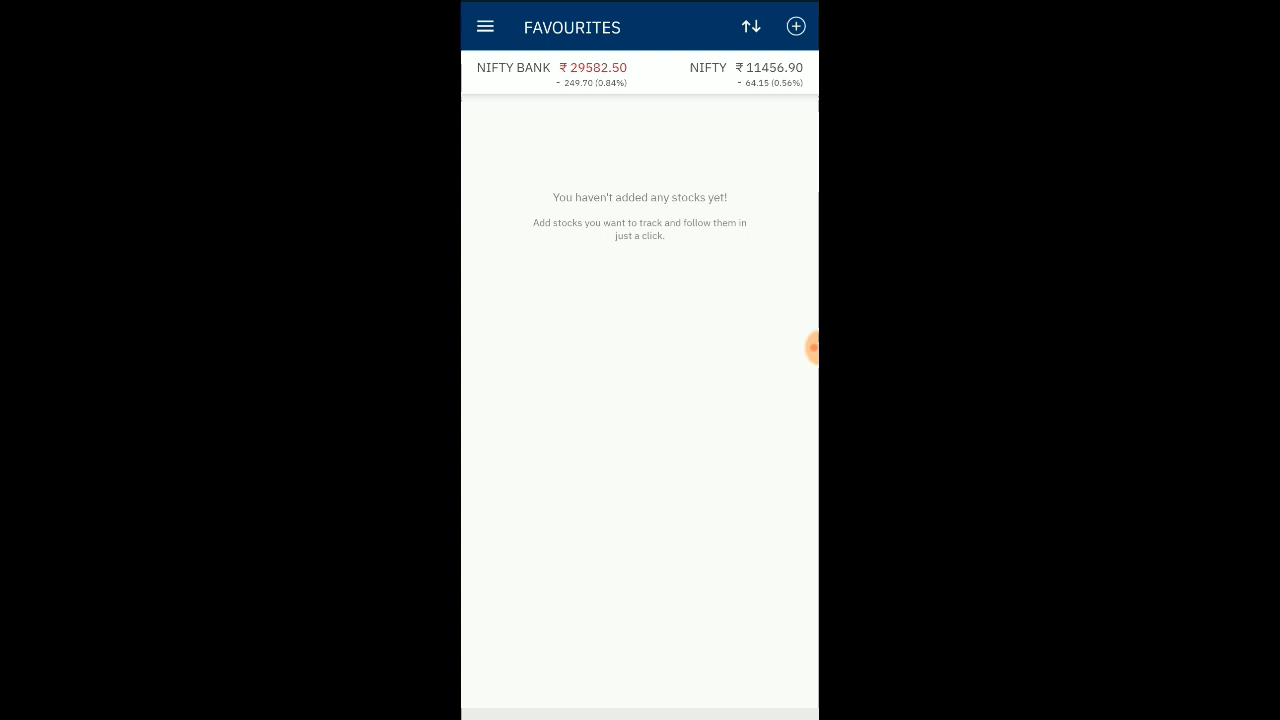 FAVOURITES
NIFTY BANK ₹ 29582.50 NIFTY ₹ 11456.90
- 249.70 (0.84%) - 64.15 (0.56%)
You haven't added any stocks yet!
Add stocks you want to track and follow them in
just a click.